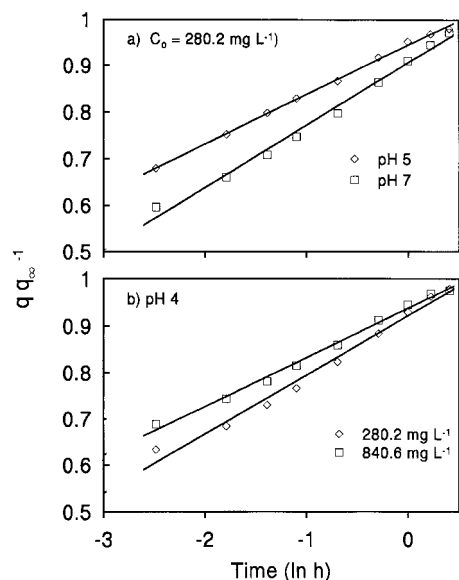 a) C₀ = 280.2 mg L⁻¹)
1
0.9
0.8
0.7
0.6
0.5
◇ pH 5
□ pH 7
q q∞⁻¹
b) pH 4
1
0.9
0.8
0.7
0.6
0.5
◇ 280.2 mg L⁻¹
□ 840.6 mg L⁻¹
-3 -2 -1 0
Time (ln h)